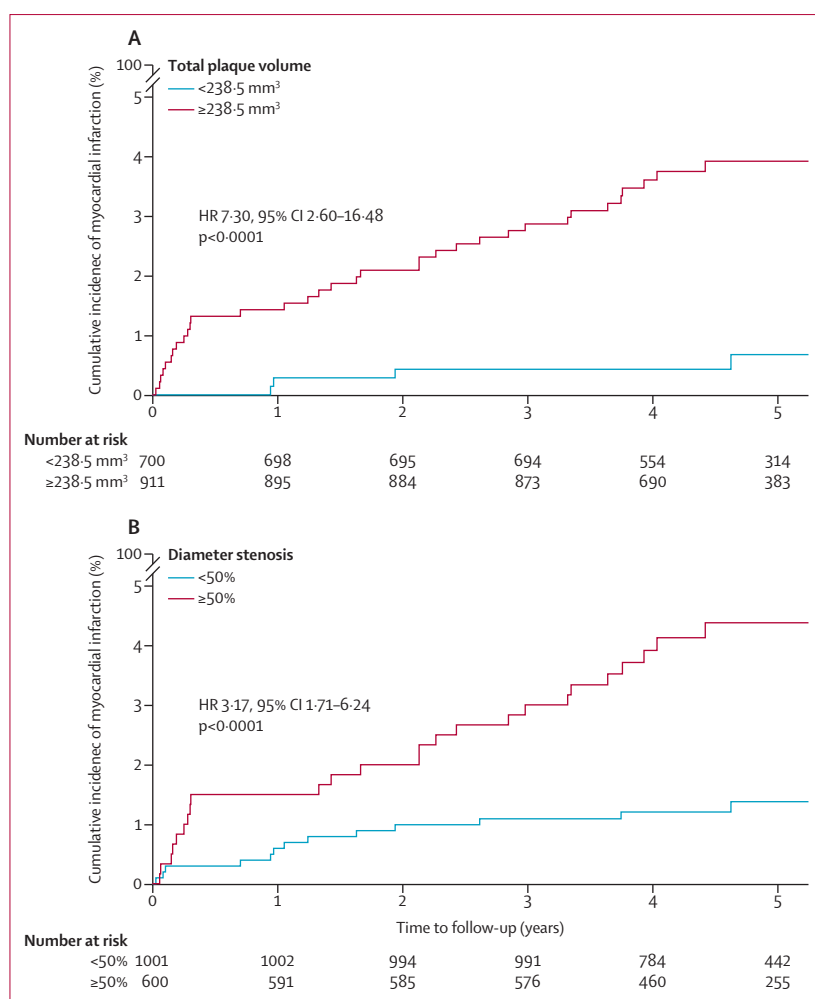 A
Total plaque volume
<238·5 mm³
≥238·5 mm³
100
5
4
3
2
1
0
Cumulative incidenec of myocardial infarction (%)
HR 7·30, 95% CI 2·60–16·48
p<0·0001
0 1 2 3 4 5
Number at risk
<238·5 mm³ 700 698 695 694 554 314
≥238·5 mm³ 911 895 884 873 690 383
B
Diameter stenosis
<50%
≥50%
100
5
4
3
2
1
0
Cumulative incidenec of myocardial infarction (%)
HR 3·17, 95% CI 1·71–6·24
p<0·0001
0 1 2 3 4 5
Time to follow-up (years)
Number at risk
<50% 1001 1002 994 991 784 442
≥50% 600 591 585 576 460 255